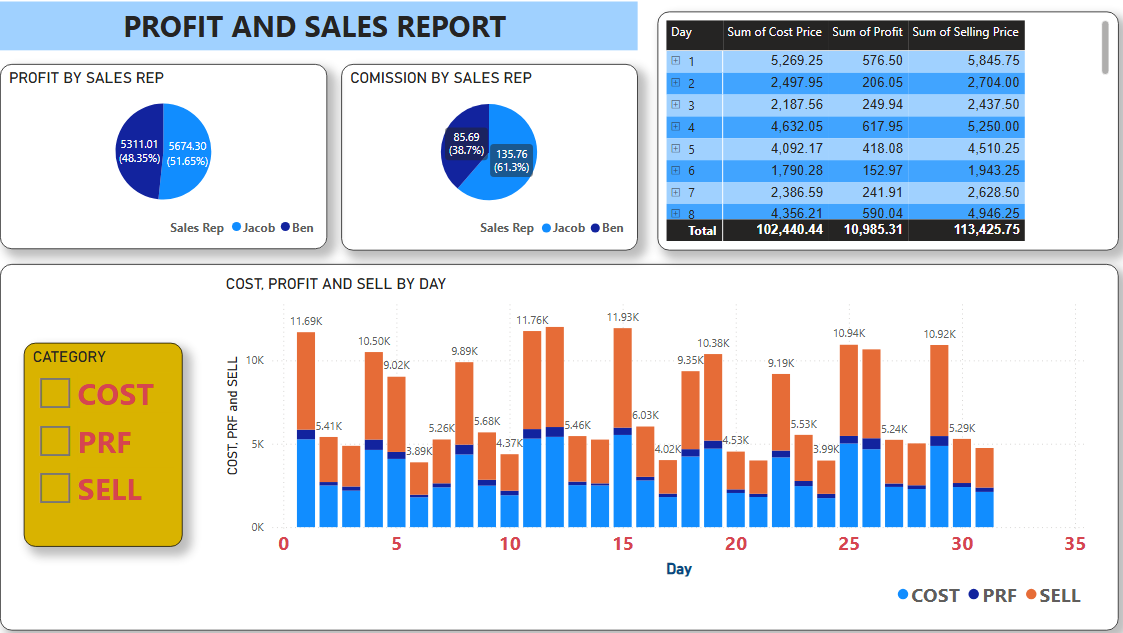 PROFIT AND SALES REPORT
PROFIT BY SALES REP
5311.01
(48.35%)
5674.30
(51.65%)
Sales Rep Jacob Ben
COMISSION BY SALES REP
85.69
(38.7%)
135.76
(61.3%)
Sales Rep Jacob Ben
Day Sum of Cost Price Sum of Profit Sum of Selling Price
1 5,269.25 576.50 5,845.75
2 2,497.95 206.05 2,704.00
3 2,187.56 249.94 2,437.50
4 4,632.05 617.95 5,250.00
5 4,092.17 418.08 4,510.25
6 1,790.28 152.97 1,943.25
7 2,386.59 241.91 2,628.50
8 4,356.21 590.04 4,946.25
Total 102,440.44 10,985.31 113,425.75
COST, PROFIT AND SELL BY DAY
CATEGORY
COST
PRF
SELL
COST, PRF and SELL
10K
5K
0K
11.69K
5.41K
10.50K
9.02K
3.89K
5.26K
9.89K
5.68K
4.37K
11.76K
5.46K
11.93K
6.03K
4.02K
9.35K
10.38K
4.53K
9.19K
5.53K
3.99K
10.94K
5.24K
10.92K
5.29K
0 5 10 15 20 25 30 35
Day
COST PRF SELL